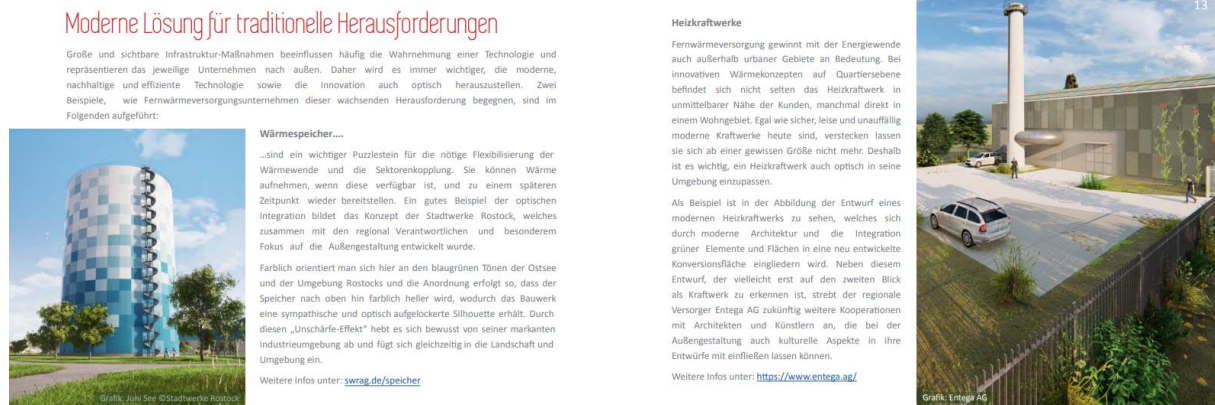 Moderne Lösung für traditionelle Herausforderungen
Große und sichtbare Infrastruktur-Maßnahmen beeinflussen häufig die Wahrnehmung einer Technologie und
repräsentieren das jeweilige Unternehmen nach außen. Daher wird es immer wichtiger, die moderne,
nachhaltige und effiziente Technologie sowie die Innovation auch optisch herauszustellen. Zwei
Beispiele, wie Fernwärmeversorgungsunternehmen dieser wachsenden Herausforderung begegnen, sind im
Folgenden aufgeführt:
Wärmespeicher....
...sind ein wichtiger Puzzlestein für die nötige Flexibilisierung der
Wärmewende und die Sektorenkopplung. Sie können Wärme
aufnehmen, wenn diese verfügbar ist, und zu einem späteren
Zeitpunkt wieder bereitstellen. Ein gutes Beispiel der optischen
Integration bildet das Konzept der Stadtwerke Rostock, welches
zusammen mit den regional Verantwortlichen und besonderem
Fokus auf die Außengestaltung entwickelt wurde.
Farblich orientiert man sich hier an den blaugrünen Tönen der Ostsee
und der Umgebung Rostocks und die Anordnung erfolgt so, dass der
Speicher nach oben hin farblich heller wird, wodurch das Bauwerk
eine sympathische und optisch aufgelockerte Silhouette erhält. Durch
diesen „Unschärfe-Effekt“ hebt es sich bewusst von seiner markanten
Industrieumgebung ab und fügt sich gleichzeitig in die Landschaft und
Umgebung ein.
Weitere Infos unter: swrag.de/speicher
Grafik: Juni See ©Stadtwerke Rostock
Heizkraftwerke
Fernwärmeversorgung gewinnt mit der Energiewende
auch außerhalb urbaner Gebiete an Bedeutung. Bei
innovativen Wärmekonzepten auf Quartiersebene
befindet sich nicht selten das Heizkraftwerk in
unmittelbarer Nähe der Kunden, manchmal direkt in
einem Wohngebiet. Egal wie sicher, leise und unauffällig
moderne Kraftwerke heute sind, verstecken lassen
sie sich ab einer gewissen Größe nicht mehr. Deshalb
ist es wichtig, ein Heizkraftwerk auch optisch in seine
Umgebung einzupassen.
Als Beispiel ist in der Abbildung der Entwurf eines
modernen Heizkraftwerks zu sehen, welches sich
durch moderne Architektur und die Integration
grüner Elemente und Flächen in eine neu entwickelte
Konversionsfläche eingliedern wird. Neben diesem
Entwurf, der vielleicht erst auf den zweiten Blick
als Kraftwerk zu erkennen ist, strebt der regionale
Versorger Entega AG zukünftig weitere Kooperationen
mit Architekten und Künstlern an, die bei der
Außengestaltung auch kulturelle Aspekte in ihre
Entwürfe mit einfließen lassen können.
Weitere Infos unter: https://www.entega.ag/
13
Grafik: Entega AG